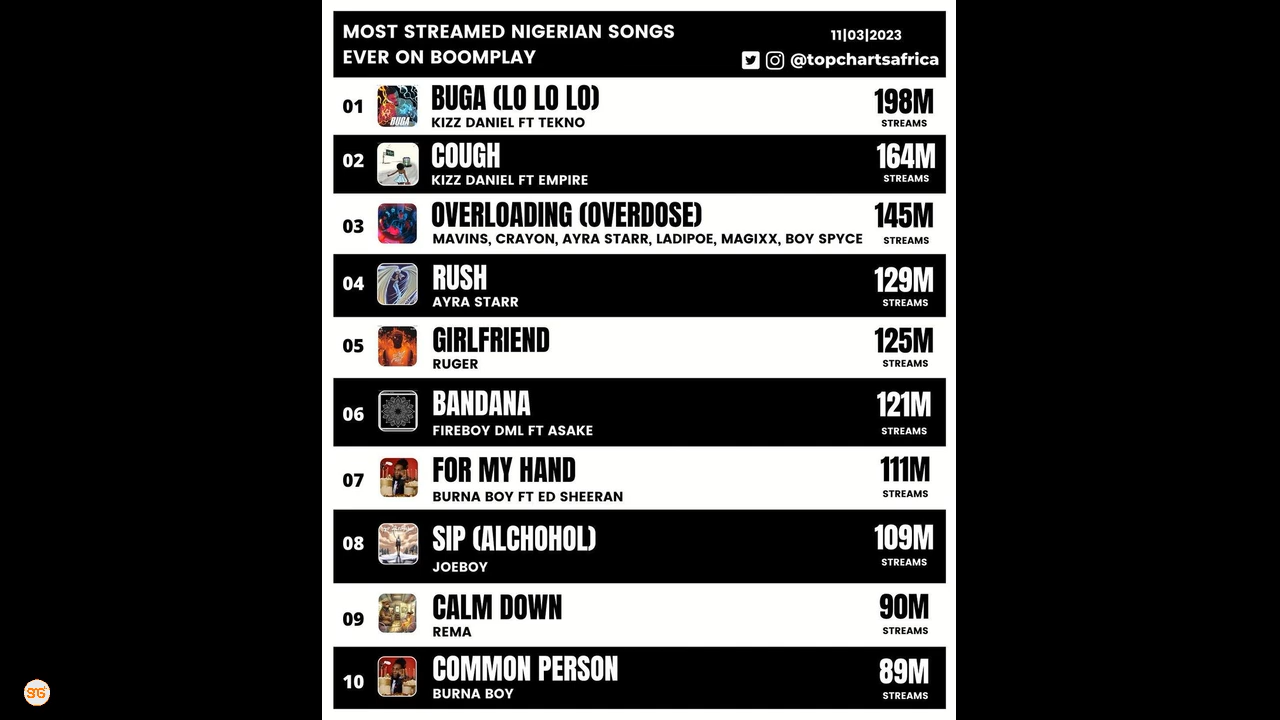 MOST STREAMED NIGERIAN SONGS
EVER ON BOOMPLAY
11|03|2023
@topchartsafrica
01
BUGA
BUGA (LO LO LO)
KIZZ DANIEL FT TEKNO
198M
STREAMS
02
COUGH
KIZZ DANIEL FT EMPIRE
164M
STREAMS
03
OVERLOADING (OVERDOSE)
MAVINS, CRAYON, AYRA STARR, LADIPOE, MAGIXX, BOY SPYCE
145M
STREAMS
04
RUSH
AYRA STARR
129M
STREAMS
05
GIRLFRIEND
RUGER
125M
STREAMS
06
BANDANA
FIREBOY DML FT ASAKE
121M
STREAMS
07
FOR MY HAND
BURNA BOY FT ED SHEERAN
111M
STREAMS
08
SIP (ALCHOHOL)
JOEBOY
109M
STREAMS
09
CALM DOWN
REMA
90M
STREAMS
10
COMMON PERSON
BURNA BOY
89M
STREAMS